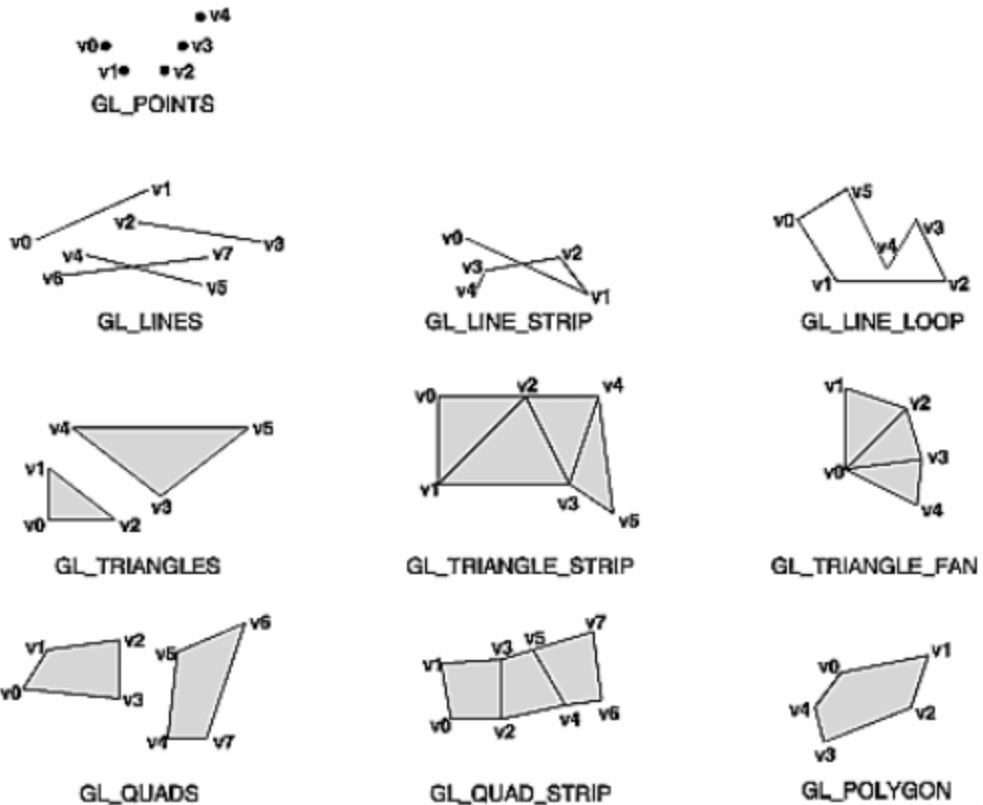 v4
v0 v3
v1 v2
GL_POINTS
v1
v2
v0 v3
v4 v7
v6
v5
GL_LINES
v0
v2
v3
v4
v1
GL_LINE_STRIP
v5
v0
v3
v4
v1 v2
GL_LINE_LOOP
v4 v5
v1
v3
v0 v2
GL_TRIANGLES
v0 v2 v4
v1 v3
v5
GL_TRIANGLE_STRIP
v1
v2
v3
v0
v4
GL_TRIANGLE_FAN
v1 v2
v0 v3
v6
v5
v4 v7
GL_QUADS
v7
v5
v3
v1
v6
v4
v0 v2
GL_QUAD_STRIP
v1
v0
v4 v2
v3
GL_POLYGON